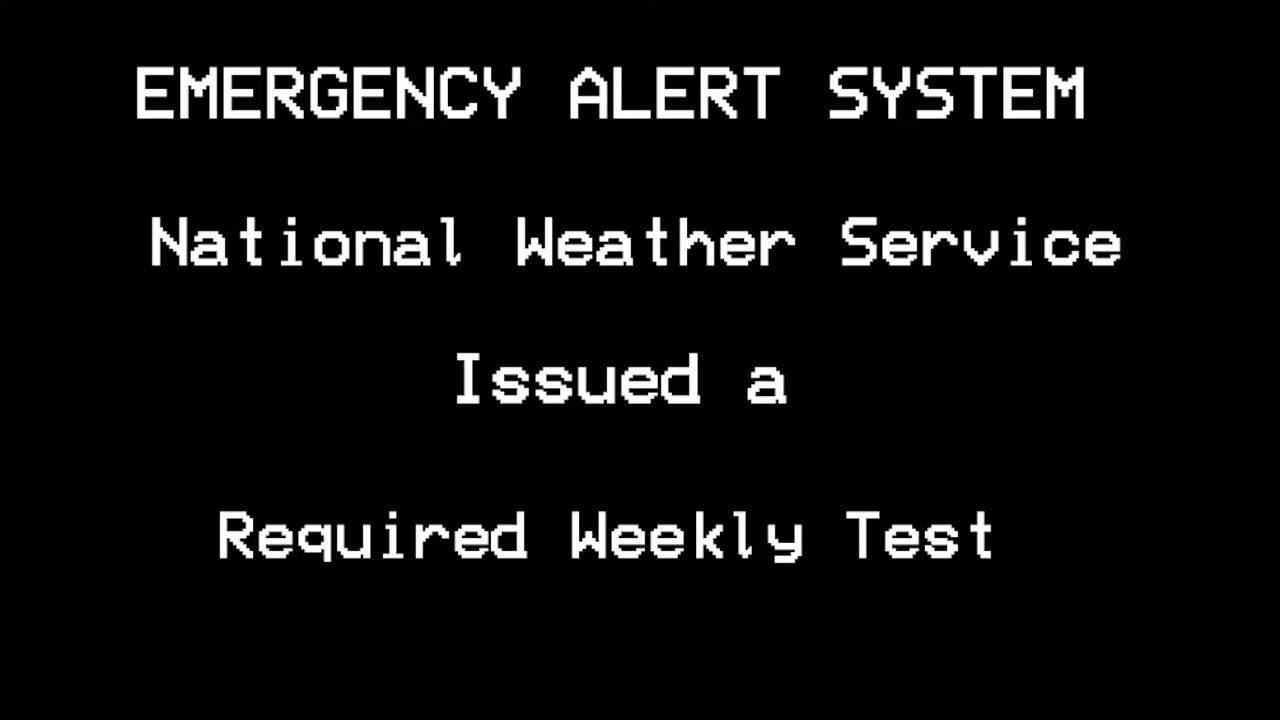 EMERGENCY ALERT SYSTEM
National Weather Service
Issued a
Required Weekly Test